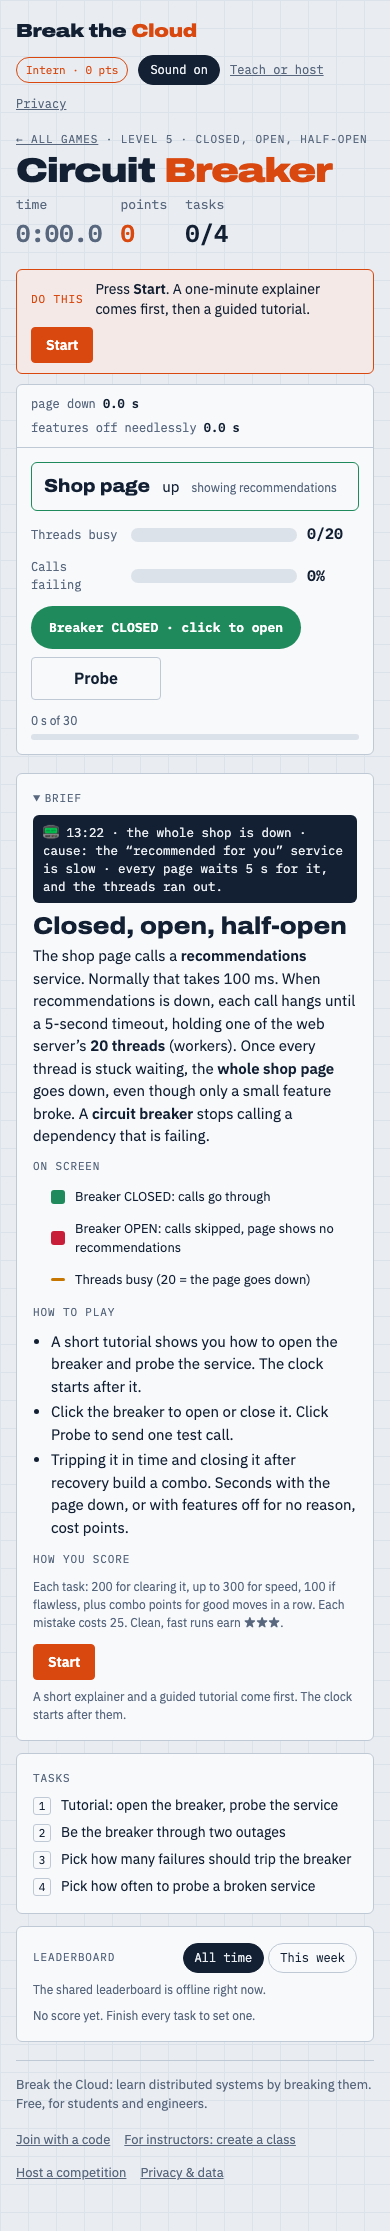 Break the Cloud
Intern · 0 pts Sound on Teach or host
Privacy
← ALL GAMES · LEVEL 5 · CLOSED, OPEN, HALF-OPEN
Circuit Breaker
time points tasks
0:00.0 0 0/4
DO THIS Press Start. A one-minute explainer
comes first, then a guided tutorial.
Start
page down 0.0 s
features off needlessly 0.0 s
Shop page up showing recommendations
Threads busy 0/20
Calls
failing 0%
Breaker CLOSED · click to open
Probe
0 s of 30
▼ BRIEF
13:22 · the whole shop is down ·
cause: the “recommended for you” service
is slow · every page waits 5 s for it,
and the threads ran out.
Closed, open, half-open
The shop page calls a recommendations
service. Normally that takes 100 ms. When
recommendations is down, each call hangs until
a 5-second timeout, holding one of the web
server’s 20 threads (workers). Once every
thread is stuck waiting, the whole shop page
goes down, even though only a small feature
broke. A circuit breaker stops calling a
dependency that is failing.
ON SCREEN
Breaker CLOSED: calls go through
Breaker OPEN: calls skipped, page shows no
recommendations
Threads busy (20 = the page goes down)
HOW TO PLAY
• A short tutorial shows you how to open the
breaker and probe the service. The clock
starts after it.
• Click the breaker to open or close it. Click
Probe to send one test call.
• Tripping it in time and closing it after
recovery build a combo. Seconds with the
page down, or with features off for no reason,
cost points.
HOW YOU SCORE
Each task: 200 for clearing it, up to 300 for speed, 100 if
flawless, plus combo points for good moves in a row. Each
mistake costs 25. Clean, fast runs earn ★★★.
Start
A short explainer and a guided tutorial come first. The clock
starts after them.
TASKS
1 Tutorial: open the breaker, probe the service
2 Be the breaker through two outages
3 Pick how many failures should trip the breaker
4 Pick how often to probe a broken service
LEADERBOARD All time This week
The shared leaderboard is offline right now.
No score yet. Finish every task to set one.
Break the Cloud: learn distributed systems by breaking them.
Free, for students and engineers.
Join with a code For instructors: create a class
Host a competition Privacy & data